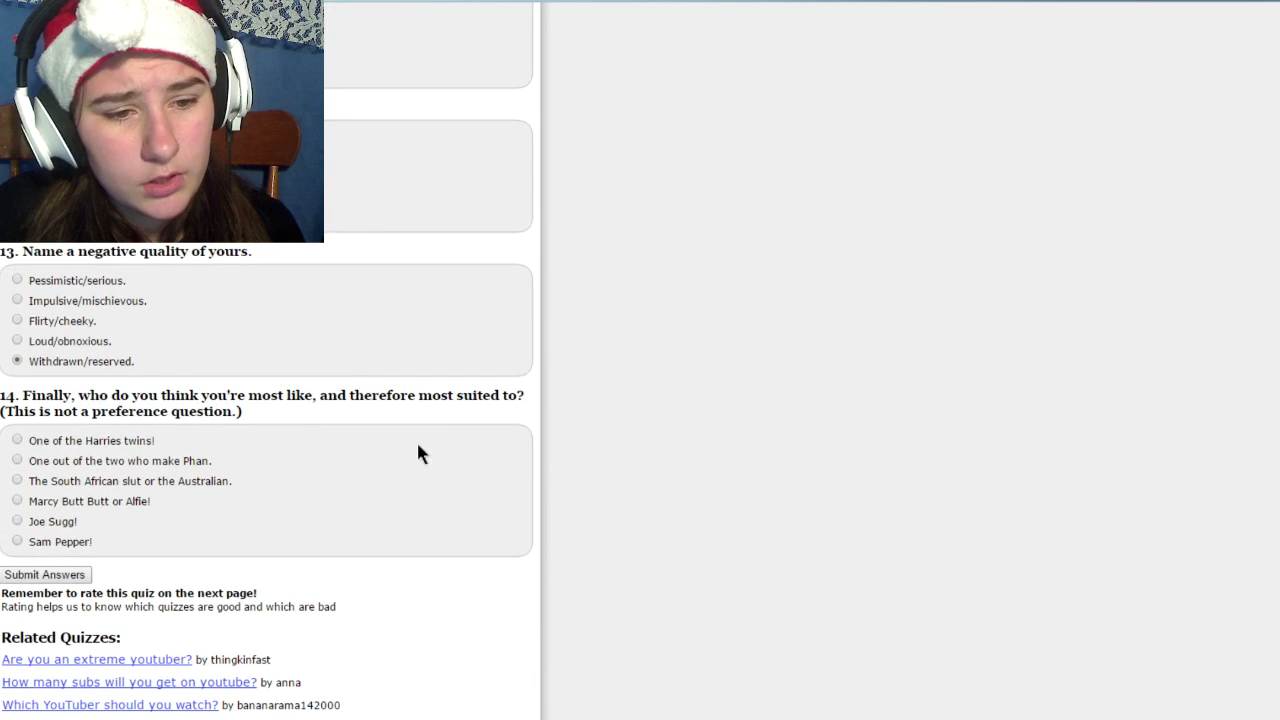 13. Name a negative quality of yours.
Pessimistic/serious.
Impulsive/mischievous.
Flirty/cheeky.
Loud/obnoxious.
Withdrawn/reserved.
14. Finally, who do you think you're most like, and therefore most suited to?
(This is not a preference question.)
One of the Harries twins!
One out of the two who make Phan.
The South African slut or the Australian.
Marcy Butt Butt or Alfie!
Joe Sugg!
Sam Pepper!
Submit Answers
Remember to rate this quiz on the next page!
Rating helps us to know which quizzes are good and which are bad
Related Quizzes:
Are you an extreme youtuber? by thingkinfast
How many subs will you get on youtube? by anna
Which YouTuber should you watch? by bananarama142000